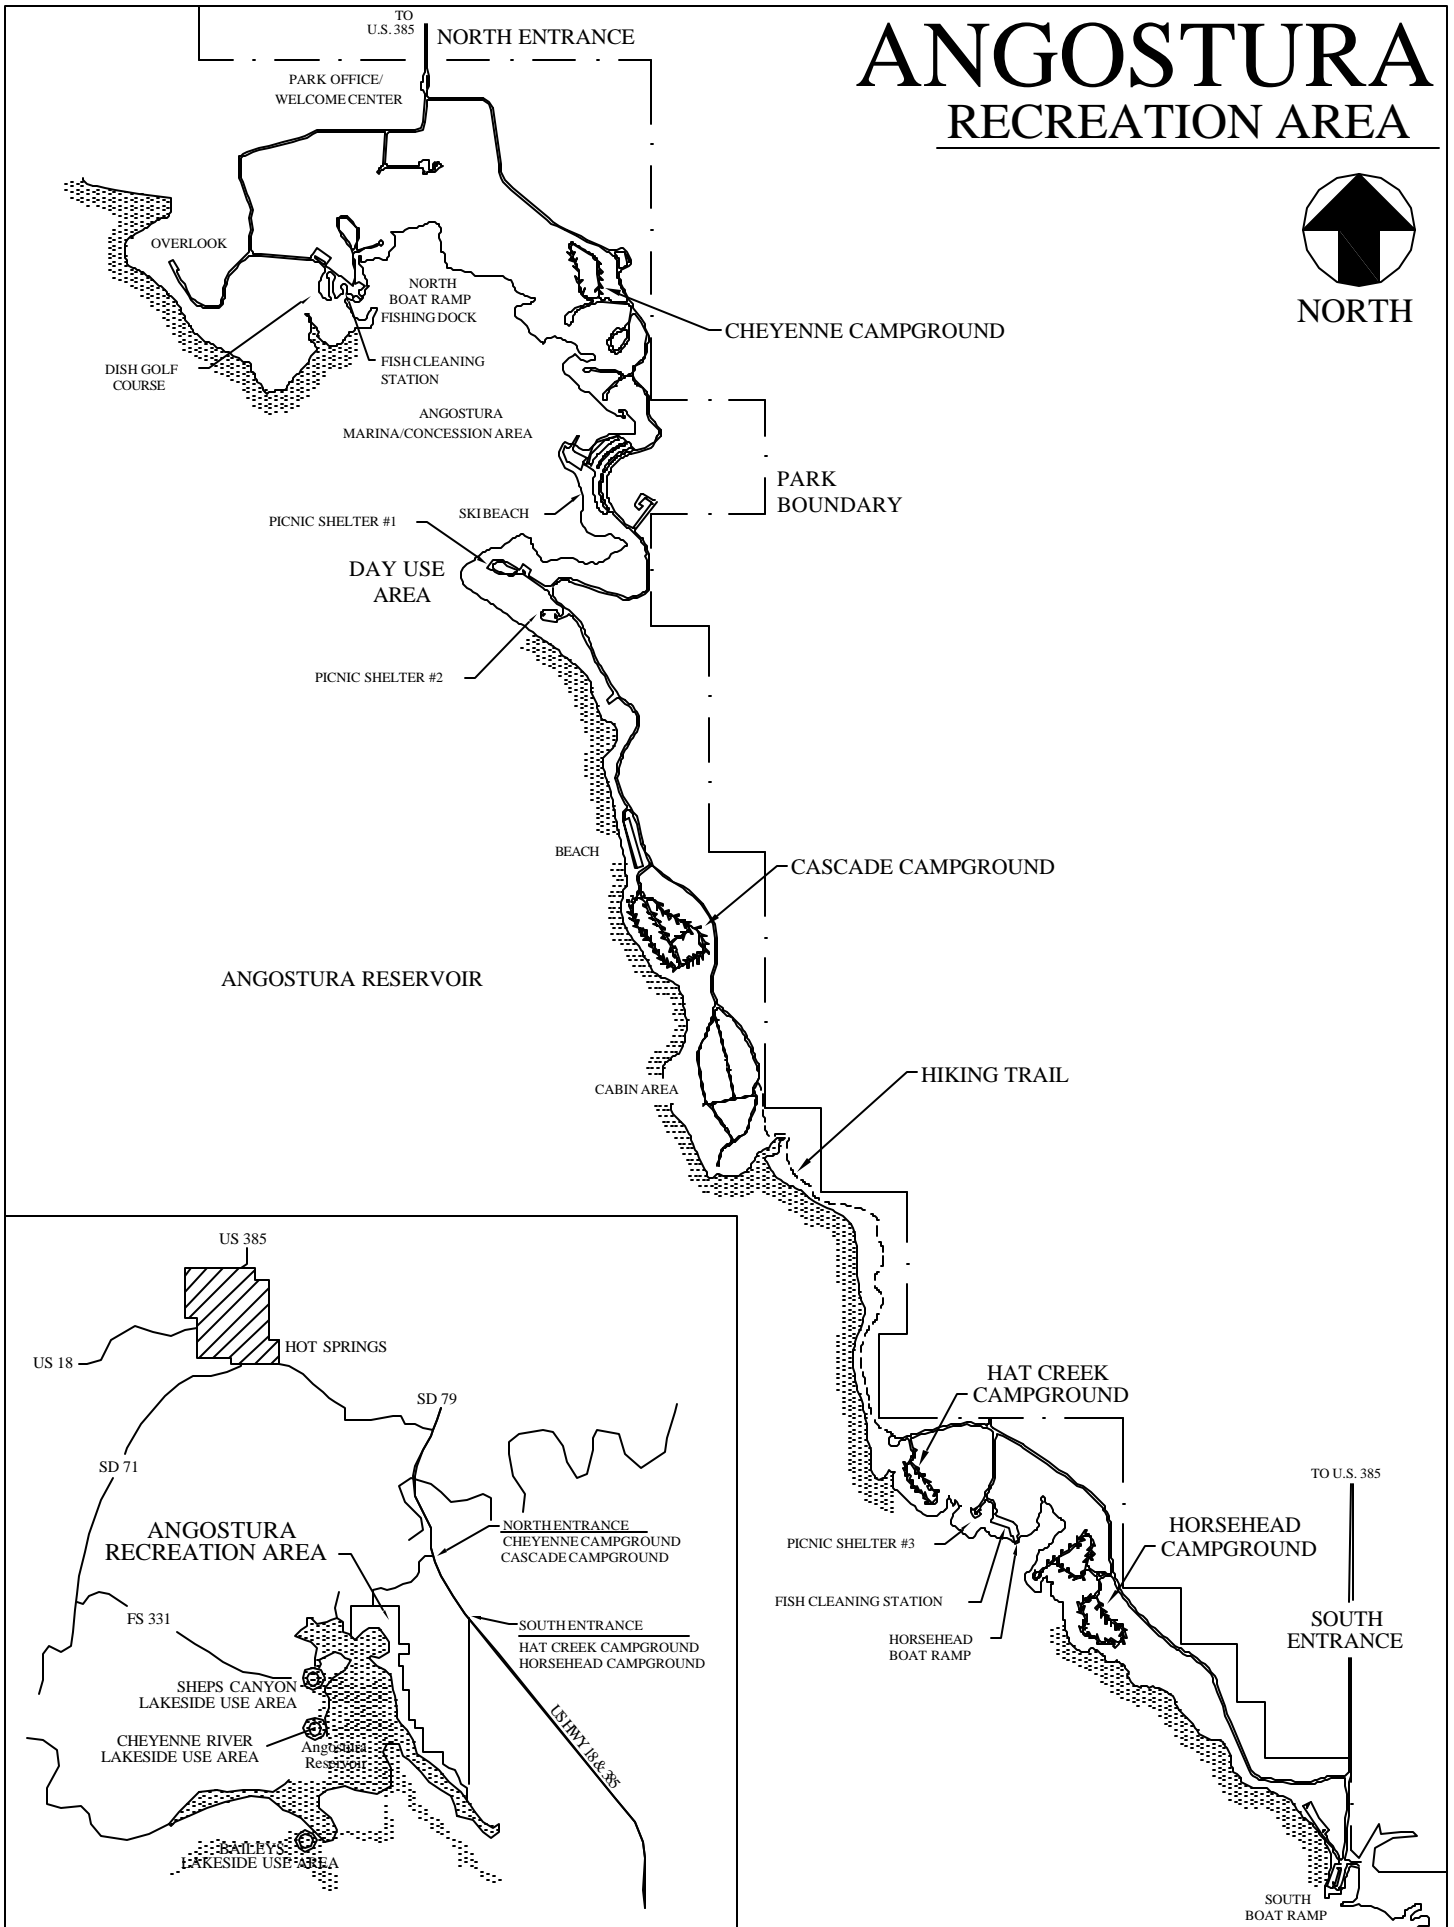 TO
U.S. 385
NORTH ENTRANCE
ANGOSTURA
RECREATION AREA
PARK OFFICE/
WELCOME CENTER
NORTH
OVERLOOK
NORTH
BOAT RAMP
FISHING DOCK
CHEYENNE CAMPGROUND
DISH GOLF
COURSE
FISH CLEANING
STATION
ANGOSTURA
MARINA/CONCESSION AREA
PARK
BOUNDARY
SKI BEACH
PICNIC SHELTER #1
DAY USE
AREA
PICNIC SHELTER #2
BEACH
CASCADE CAMPGROUND
ANGOSTURA RESERVOIR
HIKING TRAIL
CABIN AREA
HAT CREEK
CAMPGROUND
TO U.S. 385
PICNIC SHELTER #3
HORSEHEAD
CAMPGROUND
FISH CLEANING STATION
HORSEHEAD
BOAT RAMP
SOUTH
ENTRANCE
SOUTH
BOAT RAMP
US 385
HOT SPRINGS
US 18
SD 79
SD 71
ANGOSTURA
RECREATION AREA
NORTH ENTRANCE
CHEYENNE CAMPGROUND
CASCADE CAMPGROUND
FS 331
SOUTH ENTRANCE
HAT CREEK CAMPGROUND
HORSEHEAD CAMPGROUND
SHEPS CANYON
LAKESIDE USE AREA
CHEYENNE RIVER
LAKESIDE USE AREA
Angostura
Reservoir
US HWY 18 & 385
BAILEYS
LAKESIDE USE AREA